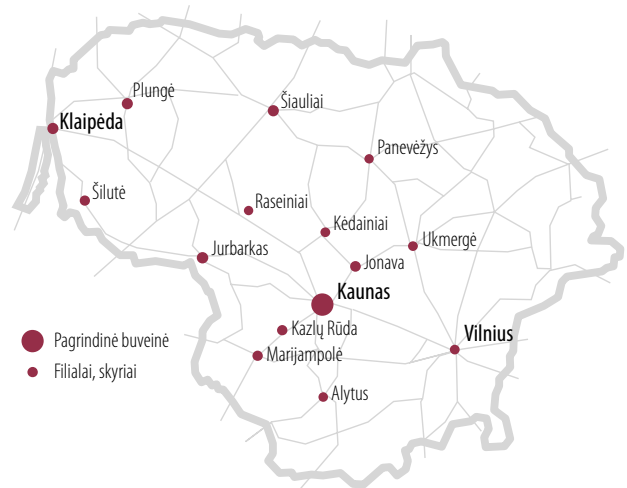 Plungė
Šiauliai
Klaipėda
Panevėžys
Šilutė
Raseiniai
Kėdainiai
Ukmergė
Jurbarkas
Jonava
Kaunas
Kazlų Rūda
Vilnius
Pagrindinė buveinė
Marijampolė
Filialai, skyriai
Alytus